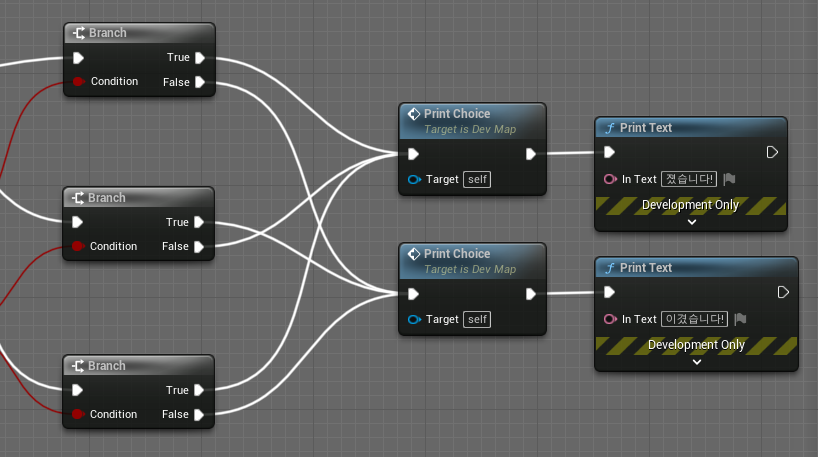 Branch
True
Condition
False
Branch
True
Condition
False
Branch
True
Condition
False
Print Choice
Target is Dev Map
Target self
Print Choice
Target is Dev Map
Target self
Print Text
In Text 졌습니다!
Development Only
Print Text
In Text 이겼습니다!
Development Only